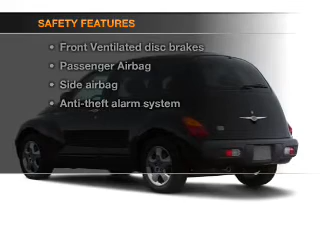 SAFETY FEATURES
• Front Ventilated disc brakes
• Passenger Airbag
• Side airbag
• Anti-theft alarm system